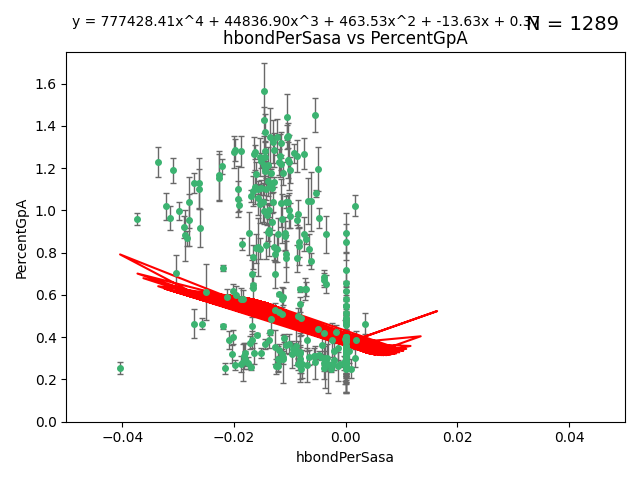 y = 777428.41x^4 + 44836.90x^3 + 463.53x^2 + -13.63x + 0.37
N = 1289
hbondPerSasa vs PercentGpA
PercentGpA
1.6
1.4
1.2
1.0
0.8
0.6
0.4
0.2
0.0
−0.04
−0.02
0.00
0.02
0.04
hbondPerSasa